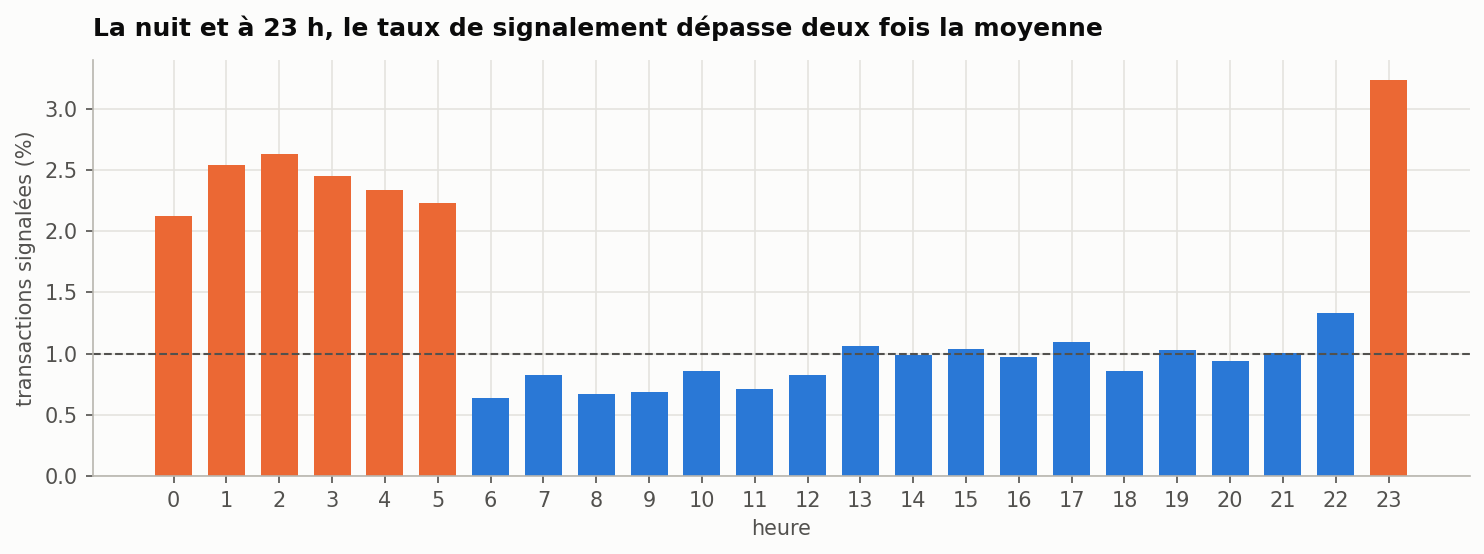 La nuit et à 23 h, le taux de signalement dépasse deux fois la moyenne
transactions signalées (%)
3.0
2.5
2.0
1.5
1.0
0.5
0.0
0 1 2 3 4 5 6 7 8 9 10 11 12 13 14 15 16 17 18 19 20 21 22 23
heure